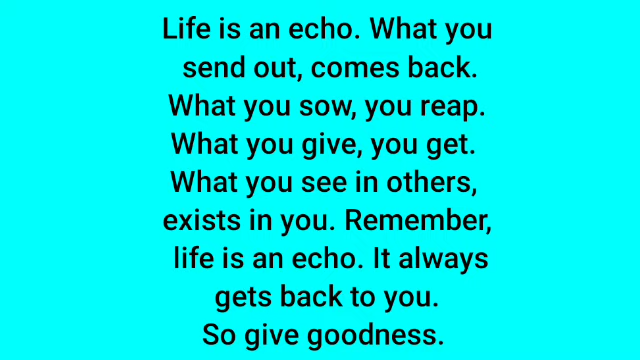 Life is an echo. What you
send out, comes back.
What you sow, you reap.
What you give, you get.
What you see in others,
exists in you. Remember,
life is an echo. It always
gets back to you.
So give goodness.